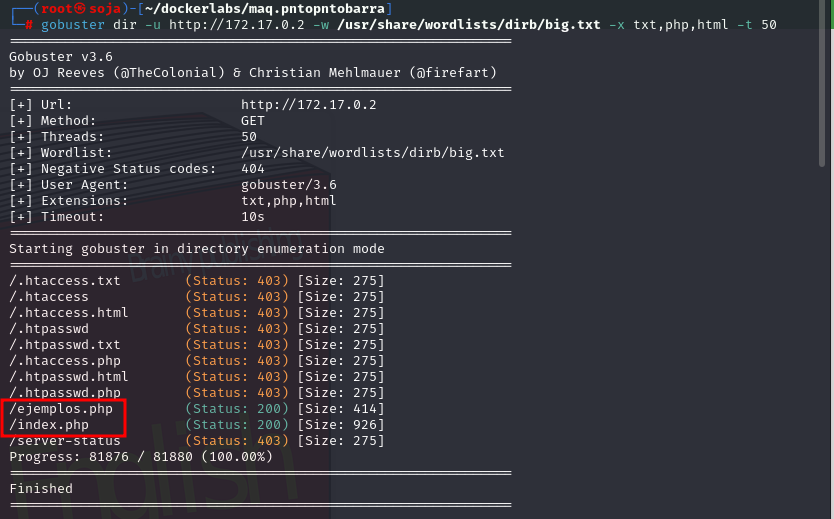 ┌──(root㉿soja)-[~/dockerlabs/maq.pntopntobarra]
└─# gobuster dir -u http://172.17.0.2 -w /usr/share/wordlists/dirb/big.txt -x txt,php,html -t 50
===============================================================
Gobuster v3.6
by OJ Reeves (@TheColonial) & Christian Mehlmauer (@firefart)
===============================================================
[+] Url:                     http://172.17.0.2
[+] Method:                  GET
[+] Threads:                 50
[+] Wordlist:                /usr/share/wordlists/dirb/big.txt
[+] Negative Status codes:   404
[+] User Agent:              gobuster/3.6
[+] Extensions:              txt,php,html
[+] Timeout:                 10s
===============================================================
Starting gobuster in directory enumeration mode
===============================================================
/.htaccess.txt        (Status: 403) [Size: 275]
/.htaccess            (Status: 403) [Size: 275]
/.htaccess.html       (Status: 403) [Size: 275]
/.htpasswd            (Status: 403) [Size: 275]
/.htpasswd.txt        (Status: 403) [Size: 275]
/.htaccess.php        (Status: 403) [Size: 275]
/.htpasswd.html       (Status: 403) [Size: 275]
/.htpasswd.php        (Status: 403) [Size: 275]
/ejemplos.php         (Status: 200) [Size: 414]
/index.php            (Status: 200) [Size: 926]
/server-status        (Status: 403) [Size: 275]
Progress: 81876 / 81880 (100.00%)
===============================================================
Finished
===============================================================
Brainy publishing
English